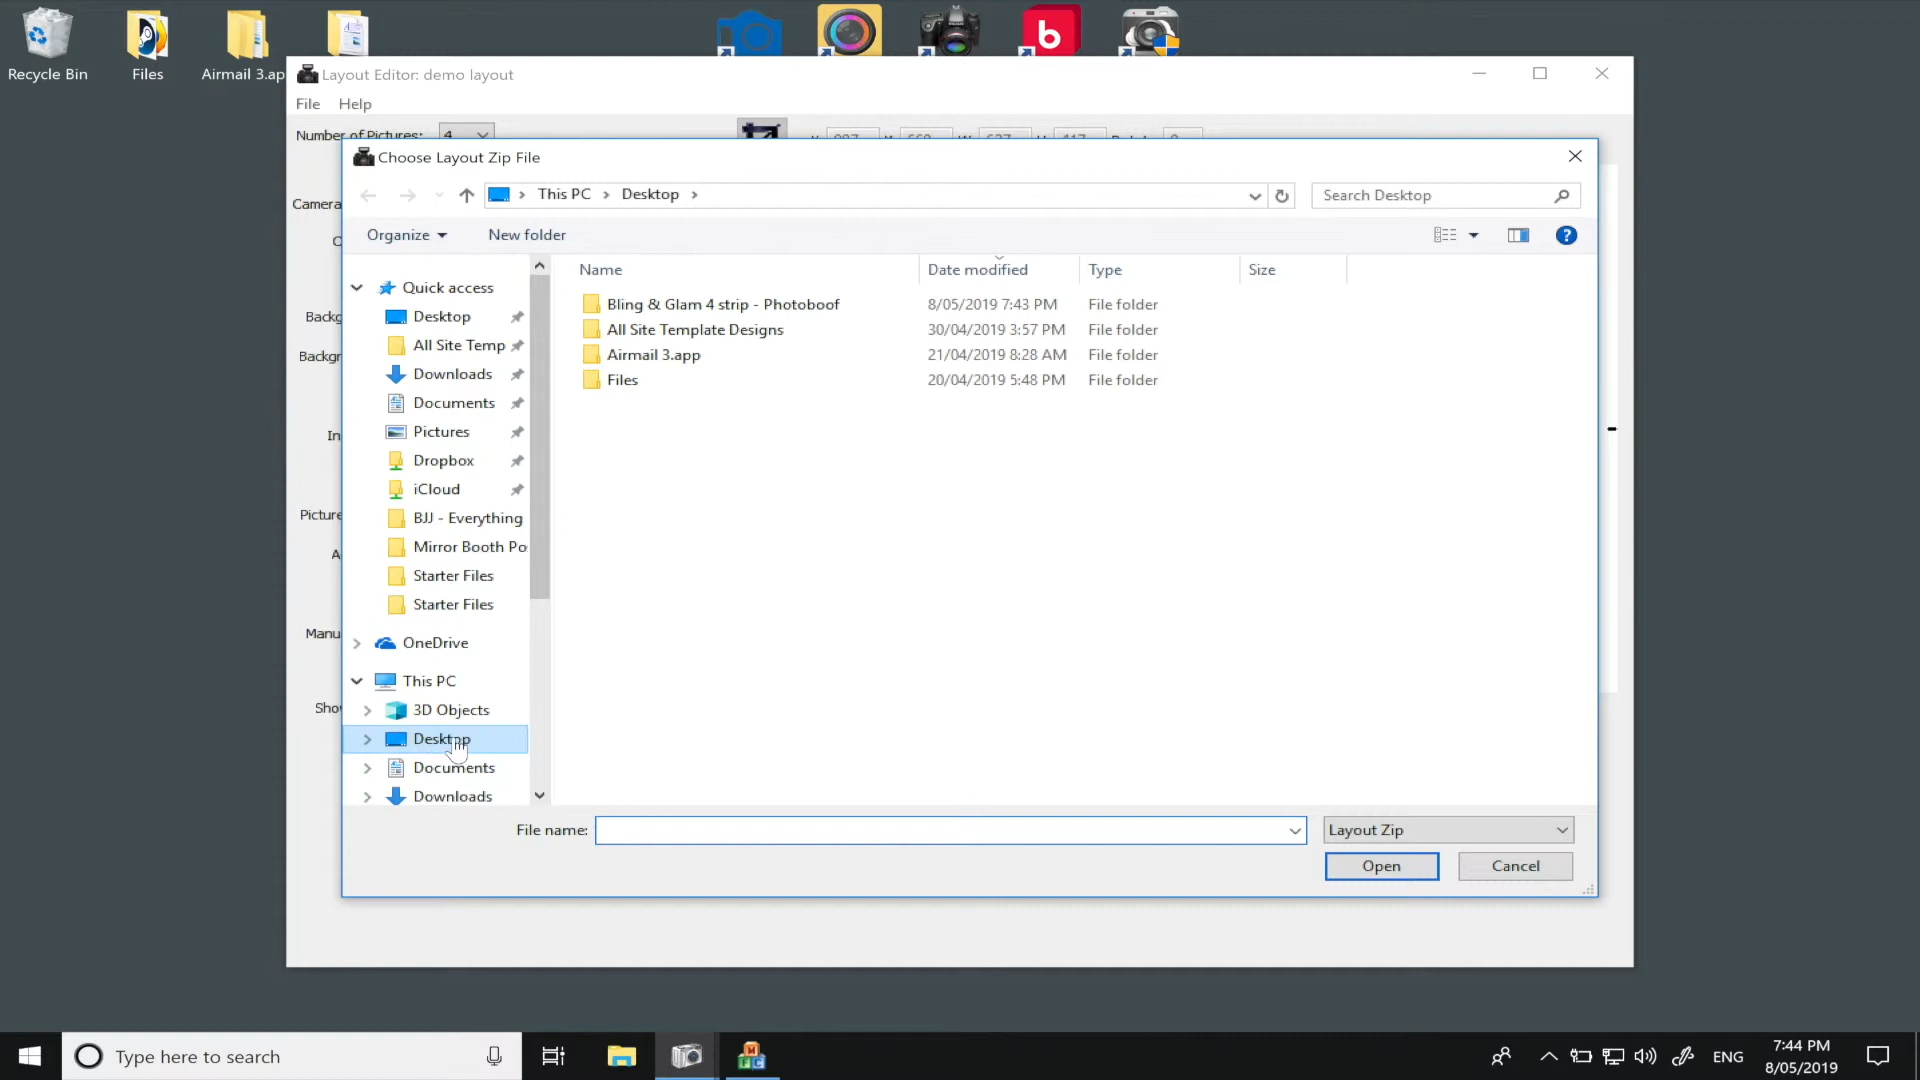 Recycle Bin
Files
Airmail 3.ap
Layout Editor: demo layout
File
Help
Number of Pictures:
4
Choose Layout Zip File
This PC
Desktop
Search Desktop
Organize
New folder
Name
Date modified
Type
Size
Quick access
Desktop
All Site Temp
Downloads
Documents
Pictures
Dropbox
iCloud
BJJ - Everything
Mirror Booth Po
Starter Files
Starter Files
OneDrive
This PC
3D Objects
Desktop
Documents
Downloads
Bling & Glam 4 strip - Photoboof 8/05/2019 7:43 PM File folder
All Site Template Designs 30/04/2019 3:57 PM File folder
Airmail 3.app 21/04/2019 8:28 AM File folder
Files 20/04/2019 5:48 PM File folder
Camera
Backg
Backgr
In
Picture
A
Manu
Sho
File name:
Layout Zip
Open
Cancel
Type here to search
ENG
7:44 PM
8/05/2019